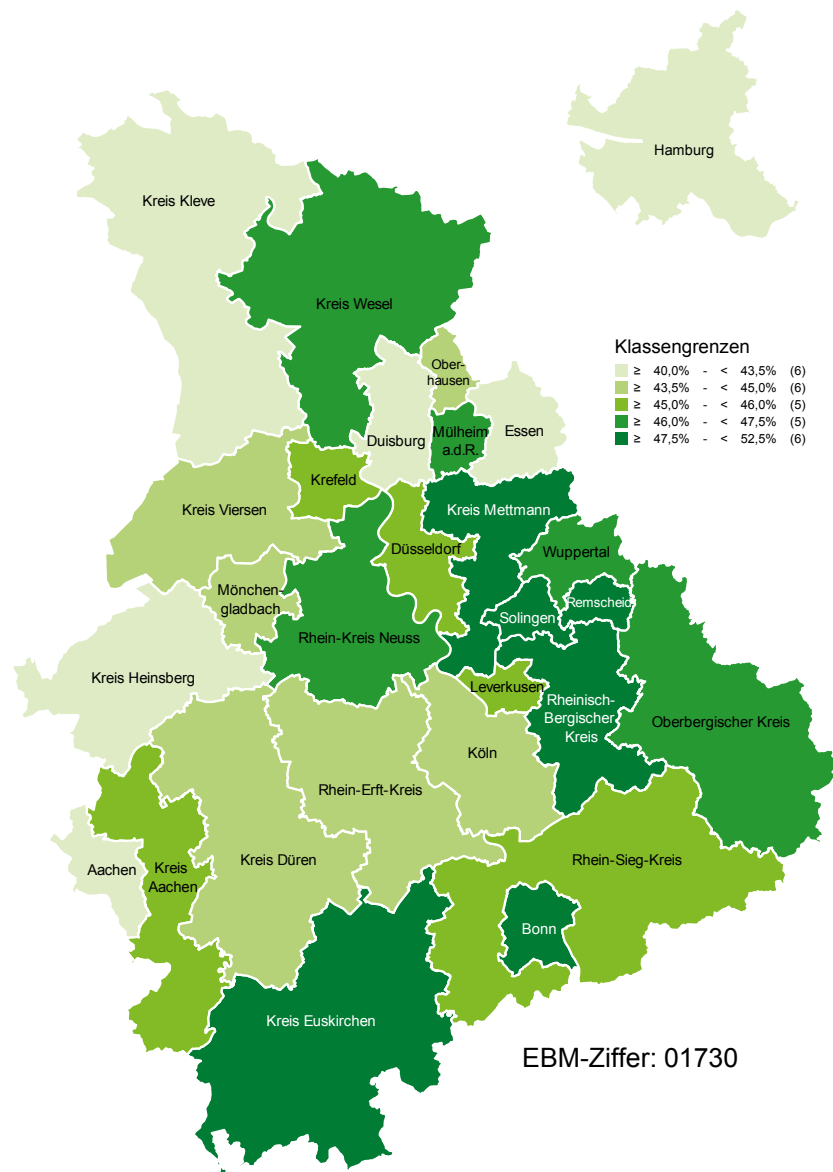 Hamburg
Kreis Kleve
Kreis Wesel
Klassengrenzen
≥ 40,0% - < 43,5% (6)
≥ 43,5% - < 45,0% (6)
≥ 45,0% - < 46,0% (5)
≥ 46,0% - < 47,5% (5)
≥ 47,5% - < 52,5% (6)
Ober-
hausen
Duisburg
Mülheim
a.d.R.
Essen
Krefeld
Kreis Viersen
Kreis Mettmann
Düsseldorf
Wuppertal
Mönchen
gladbach
Solingen
Remscheid
Rhein-Kreis Neuss
Kreis Heinsberg
Leverkusen
Rheinisch-
Bergischer
Kreis
Oberbergischer Kreis
Köln
Rhein-Erft-Kreis
Aachen
Kreis
Aachen
Kreis Düren
Rhein-Sieg-Kreis
Bonn
Kreis Euskirchen
EBM-Ziffer: 01730